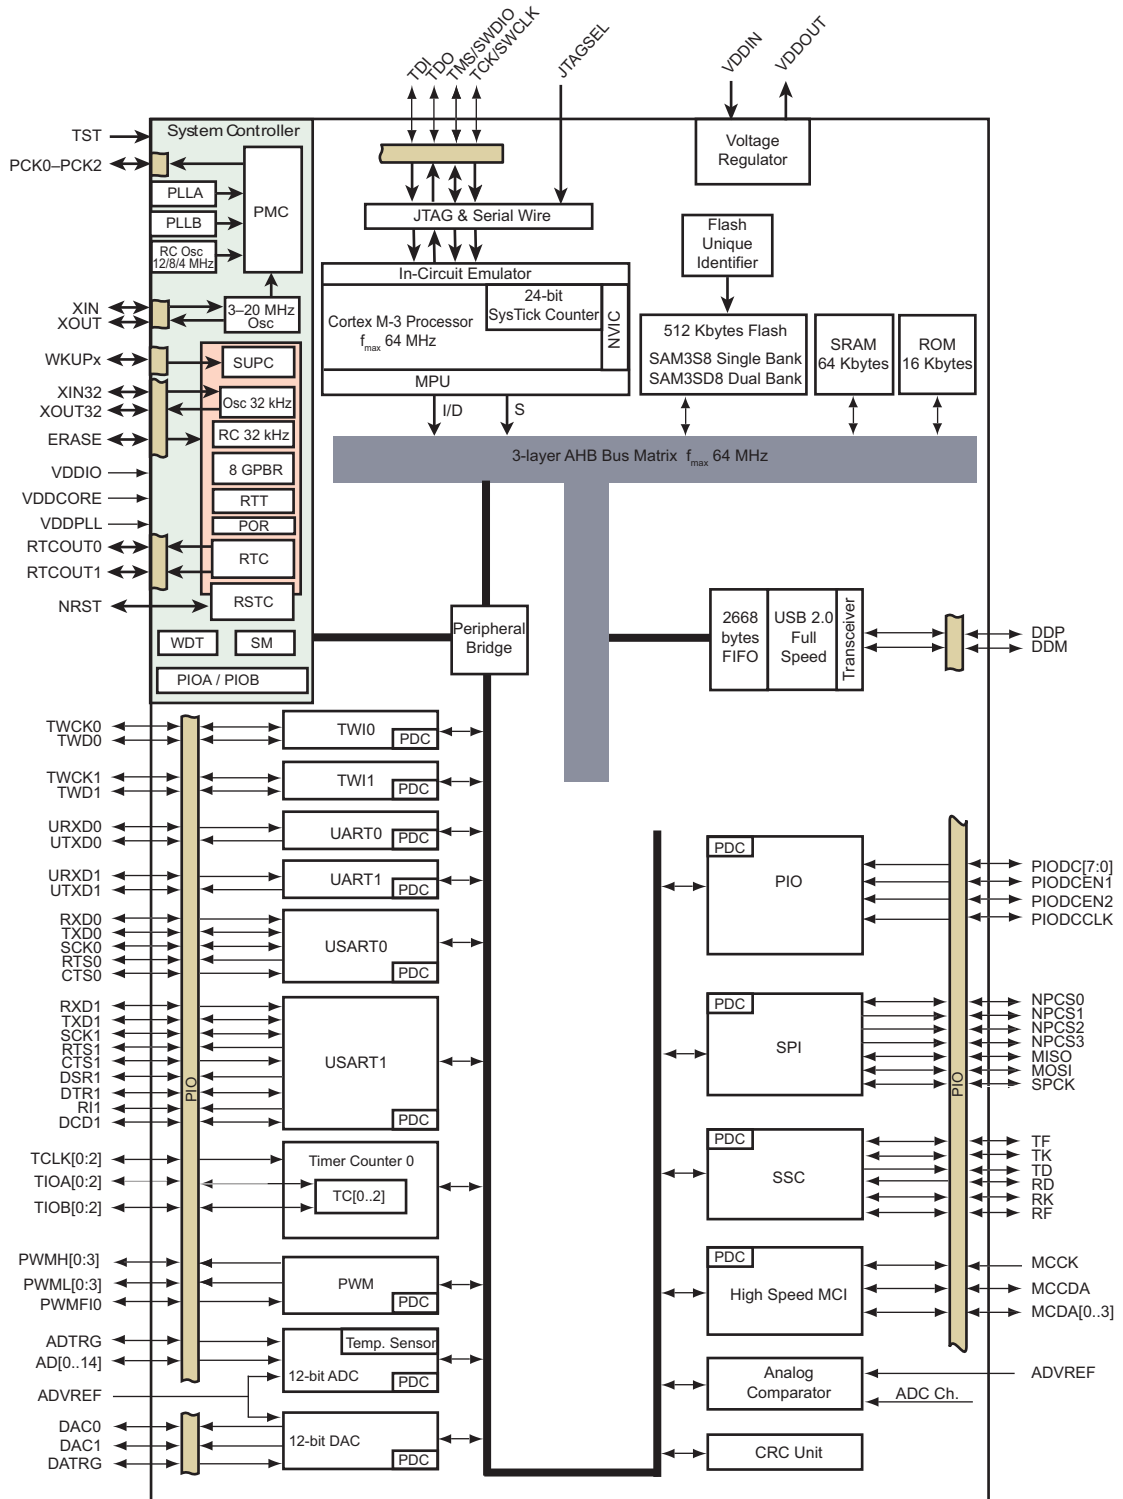 TDI
TDO
TMS/SWDIO
TCK/SWCLK
JTAGSEL
VDDIN
VDDOUT
TST
System Controller
Voltage
Regulator
PCK0–PCK2
PLLA
PLLB
RC Osc
12/8/4 MHz
PMC
JTAG & Serial Wire
Flash
Unique
Identifier
In-Circuit Emulator
24-bit
SysTick Counter
Cortex M-3 Processor
fmax 64 MHz
NVIC
MPU
512 Kbytes Flash
SAM3S8 Single Bank
SAM3SD8 Dual Bank
SRAM
64 Kbytes
ROM
16 Kbytes
XIN
XOUT
3–20 MHz
Osc
WKUPx
SUPC
XIN32
XOUT32
Osc 32 kHz
ERASE
RC 32 kHz
I/D
S
3-layer AHB Bus Matrix fmax 64 MHz
VDDIO
8 GPBR
VDDCORE
RTT
VDDPLL
POR
RTCOUT0
RTC
RTCOUT1
NRST
RSTC
WDT
SM
PIOA / PIOB
Peripheral
Bridge
2668
bytes
FIFO
USB 2.0
Full
Speed
Transceiver
DDP
DDM
TWCK0
TWD0
TWI0
PDC
TWCK1
TWD1
TWI1
PDC
URXD0
UTXD0
UART0
PDC
URXD1
UTXD1
UART1
PDC
RXD0
TXD0
SCK0
RTS0
CTS0
USART0
PDC
RXD1
TXD1
SCK1
RTS1
CTS1
DSR1
DTR1
RI1
DCD1
PIO
USART1
PDC
TCLK[0:2]
TIOA[0:2]
TIOB[0:2]
Timer Counter 0
TC[0..2]
PWMH[0:3]
PWML[0:3]
PWMFI0
PWM
PDC
ADTRG
AD[0..14]
ADVREF
Temp. Sensor
12-bit ADC
PDC
DAC0
DAC1
DATRG
12-bit DAC
PDC
PDC
PIO
PIODC[7:0]
PIODCEN1
PIODCEN2
PIODCCLK
PDC
SPI
PIO
NPCS0
NPCS1
NPCS2
NPCS3
MISO
MOSI
SPCK
PDC
SSC
TF
TK
TD
RD
RK
RF
PDC
High Speed MCI
MCCK
MCCDA
MCDA[0..3]
Analog
Comparator
ADVREF
ADC Ch.
CRC Unit